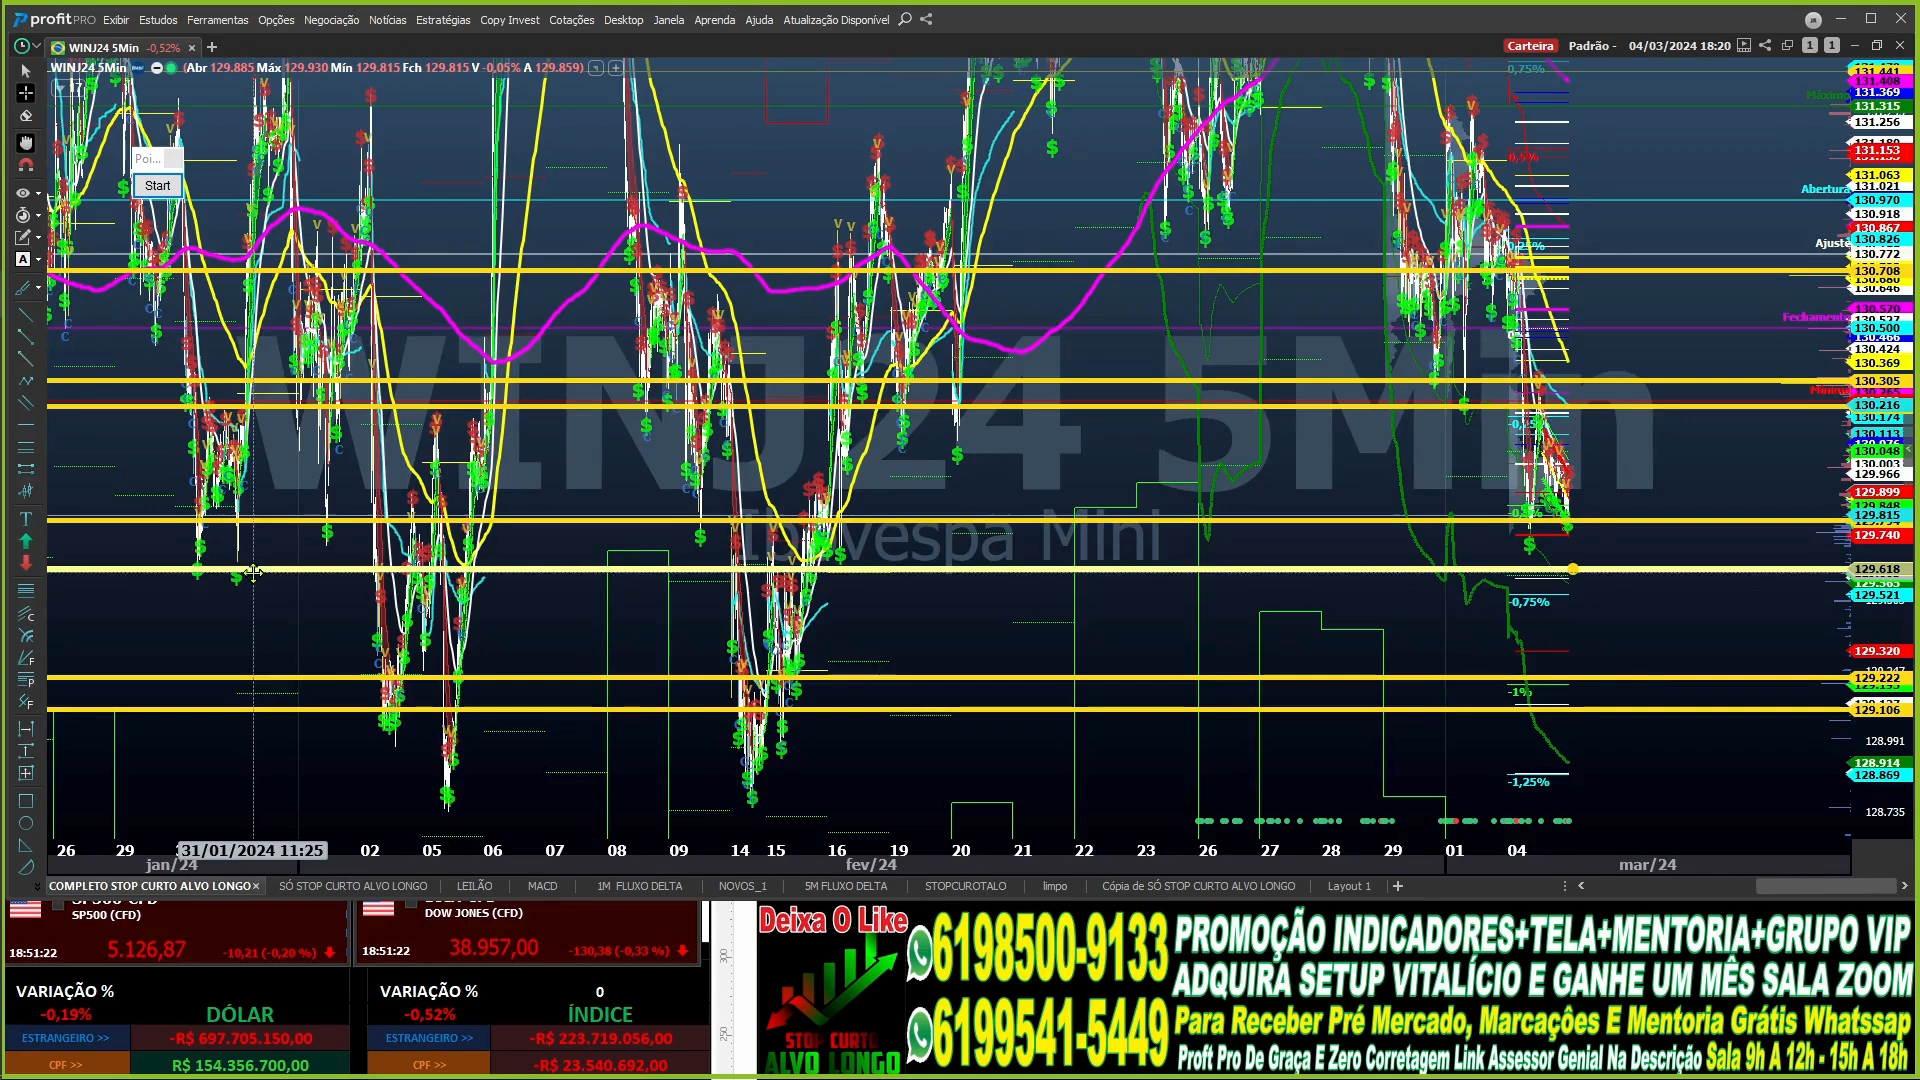 profitPRO Exibir Estudos Ferramentas Opções Negociação Notícias Estratégias Copy Invest Cotações Desktop Janela Aprenda Ajuda Atualização Disponível
WINJ24 5Min -0,52%
Carteira Padrão - 04/03/2024 18:20
WINJ24 5Min (Abr 129.885 Máx 129.930 Mín 129.815 Fch 129.815 V -0,05% A 129.859)
Poi...
Start
WINJ24 5Min
Ibovespa Mini
0,75%
0,5%
0,25%
-0,75%
-1%
-1,25%
Máximo
Abertura
Ajuste
Fechamento
131.441
131.408
131.369
131.315
131.256
131.153
131.063
131.021
130.970
130.918
130.867
130.826
130.772
130.708
130.646
130.500
130.424
130.369
130.305
130.216
130.174
130.048
130.003
129.966
129.899
129.815
129.740
129.618
129.521
129.320
129.222
129.106
128.991
128.914
128.869
128.735
26 29 31/01/2024 11:25 02 05 06 07 08 09 14 15 16 19 20 21 22 23 26 27 28 29 01 04
jan/24 fev/24 mar/24
COMPLETO STOP CURTO ALVO LONGO SÓ STOP CURTO ALVO LONGO LEILÃO MACD 1M FLUXO DELTA NOVOS_1 5M FLUXO DELTA STOPCUROTALO limpo Cópia de SÓ STOP CURTO ALVO LONGO Layout 1
SP500 (CFD)
18:51:22 5.126,87 -10,21 (-0,20 %)
DOW JONES (CFD)
18:51:22 38.957,00 -130,38 (-0,33 %)
VARIAÇÃO %
-0,19% DÓLAR
ESTRANGEIRO >> -R$ 697.705.150,00
CPF >> R$ 154.356.700,00
VARIAÇÃO % 0
-0,52% ÍNDICE
ESTRANGEIRO >> -R$ 223.719.056,00
CPF >> -R$ 23.540.692,00
300
250
Deixa O Like
STOP CURTO
ALVO LONGO
6198500-9133
6199541-5449
PROMOÇÃO INDICADORES+TELA+MENTORIA+GRUPO VIP
ADQUIRA SETUP VITALÍCIO E GANHE UM MÊS SALA ZOOM
Para Receber Pré Mercado, Marcações E Mentoria Grátis Whatssap
Proft Pro De Graça E Zero Corretagem Link Assessor Genial Na Descrição Sala 9h A 12h - 15h A 18h